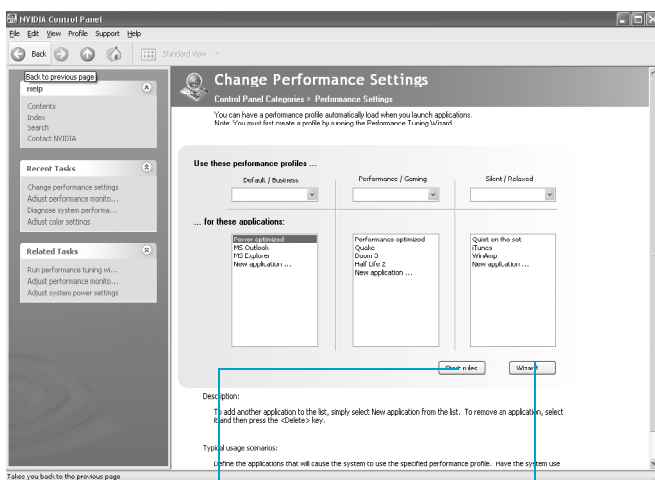 NVIDIA Control Panel
File Edit View Profile Support Help
Back
Standard View
Back to previous page
Help
Contents
Index
Search
Contact NVIDIA
Recent Tasks
Change performance settings
Adjust performance monito...
Diagnose system performa...
Adjust color settings
Related Tasks
Run performance tuning wi...
Adjust performance monito...
Adjust system power settings
Change Performance Settings
Control Panel Categories > Performance Settings
You can have a performance profile automatically load when you launch applications.
Note: You must first create a profile by running the Performance Tuning Wizard
Use these performance profiles ...
Default / Business
Performance / Gaming
Silent / Relaxed
... for these applications:
Power optimized
MS Outlook
MS Explorer
New application ...
Performance optimized
Quake
Doom 3
Half Life 2
New application ...
Quiet on the set
iTunes
WinAmp
New application ...
rules
Wizard
Description:
To add another application to the list, simply select New application from the list. To remove an application, select
it and then press the <Delete> key.
Typical usage scenarios:
Define the applications that will cause the system to use the specified performance profile. Have the system use
Takes you back to the previous page